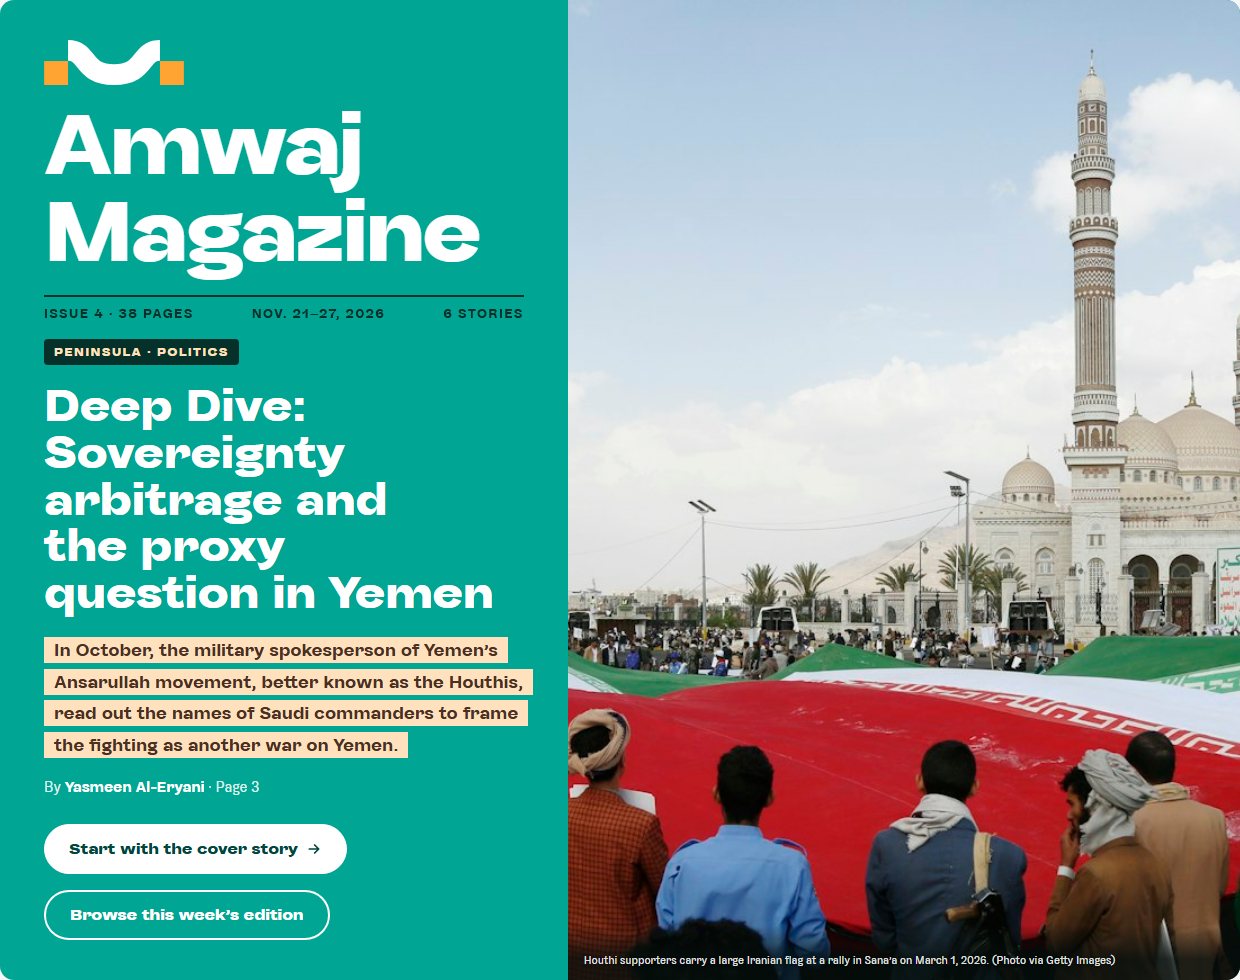 Amwaj
Magazine
ISSUE 4 · 38 PAGES
NOV. 21–27, 2026
6 STORIES
PENINSULA · POLITICS
Deep Dive:
Sovereignty
arbitrage and
the proxy
question in Yemen
In October, the military spokesperson of Yemen’s
Ansarullah movement, better known as the Houthis,
read out the names of Saudi commanders to frame
the fighting as another war on Yemen.
By Yasmeen Al-Eryani · Page 3
Start with the cover story →
Browse this week’s edition
Houthi supporters carry a large Iranian flag at a rally in Sana’a on March 1, 2026. (Photo via Getty Images)